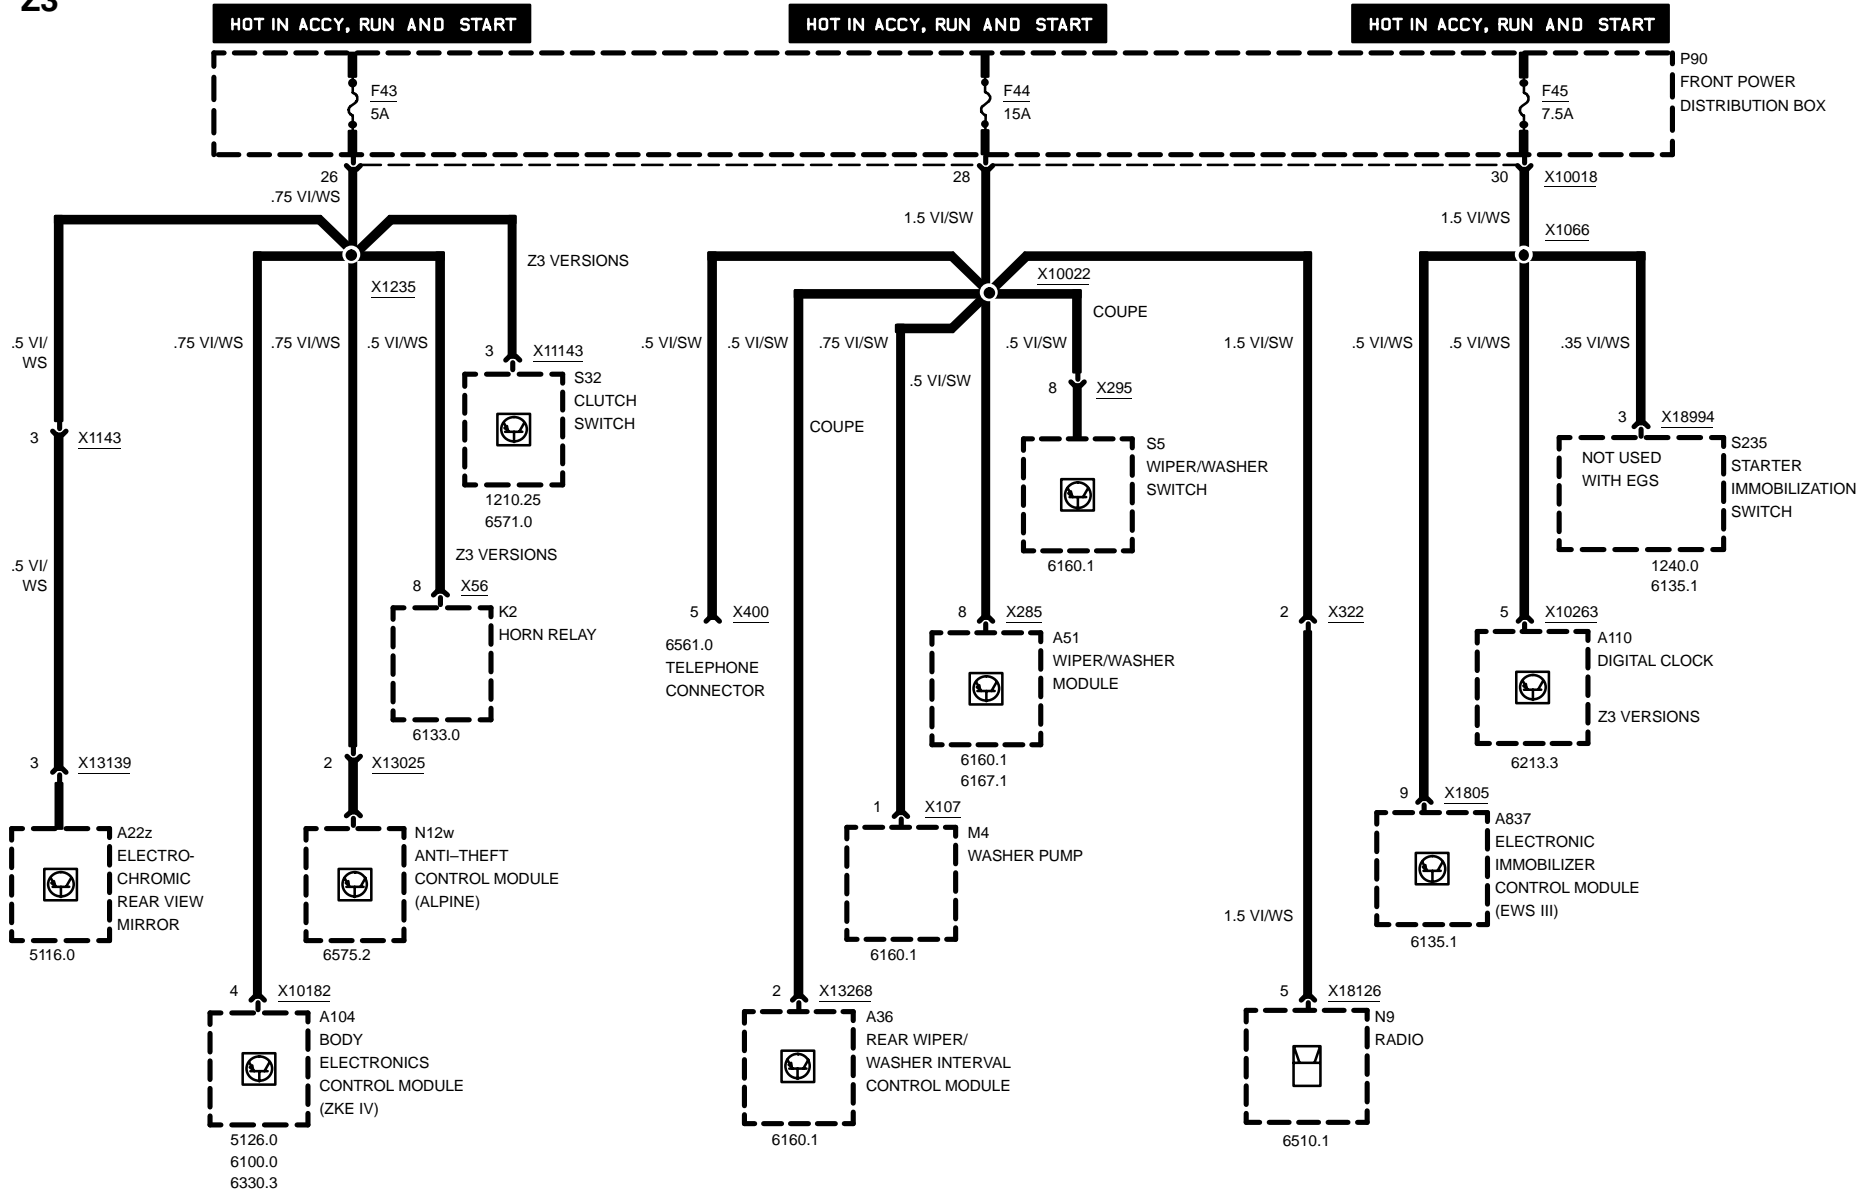 Z3
HOT IN ACCY, RUN AND START
HOT IN ACCY, RUN AND START
HOT IN ACCY, RUN AND START
P90
FRONT POWER
DISTRIBUTION BOX
F43
5A
F44
15A
F45
7.5A
26
.75 VI/WS
28
1.5 VI/SW
30
X10018
1.5 VI/WS
X1066
Z3 VERSIONS
X1235
X10022
COUPE
.5 VI/
WS
.75 VI/WS
.75 VI/WS
.5 VI/WS
3
X11143
S32
CLUTCH
SWITCH
1210.25
6571.0
.5 VI/SW
.5 VI/SW
.75 VI/SW
.5 VI/SW
.5 VI/SW
1.5 VI/SW
.5 VI/WS
.5 VI/WS
.35 VI/WS
8
X295
COUPE
3
X1143
S5
WIPER/WASHER
SWITCH
6160.1
3
X18994
NOT USED
WITH EGS
S235
STARTER
IMMOBILIZATION
SWITCH
1240.0
6135.1
.5 VI/
WS
Z3 VERSIONS
8
X56
K2
HORN RELAY
6133.0
5
X400
6561.0
TELEPHONE
CONNECTOR
8
X285
A51
WIPER/WASHER
MODULE
6160.1
6167.1
2
X322
5
X10263
A110
DIGITAL CLOCK
Z3 VERSIONS
6213.3
3
X13139
2
X13025
1
X107
9
X1805
A22z
ELECTRO-
CHROMIC
REAR VIEW
MIRROR
5116.0
N12w
ANTI–THEFT
CONTROL MODULE
(ALPINE)
6575.2
M4
WASHER PUMP
6160.1
1.5 VI/WS
A837
ELECTRONIC
IMMOBILIZER
CONTROL MODULE
(EWS III)
6135.1
4
X10182
A104
BODY
ELECTRONICS
CONTROL MODULE
(ZKE IV)
5126.0
6100.0
6330.3
2
X13268
A36
REAR WIPER/
WASHER INTERVAL
CONTROL MODULE
6160.1
5
X18126
N9
RADIO
6510.1